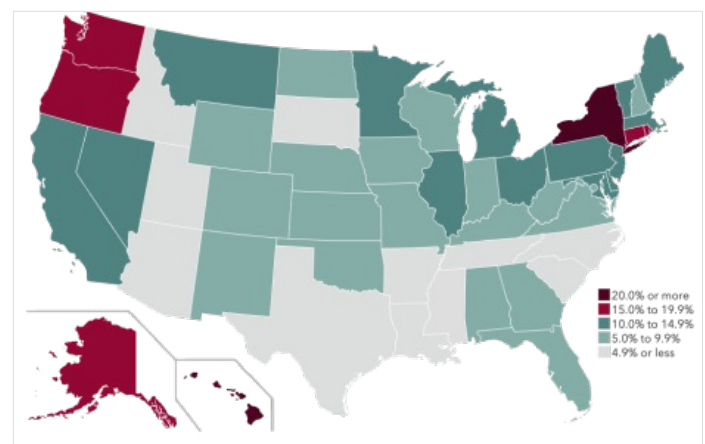 20.0% or more
15.0% to 19.9%
10.0% to 14.9%
5.0% to 9.9%
4.9% or less